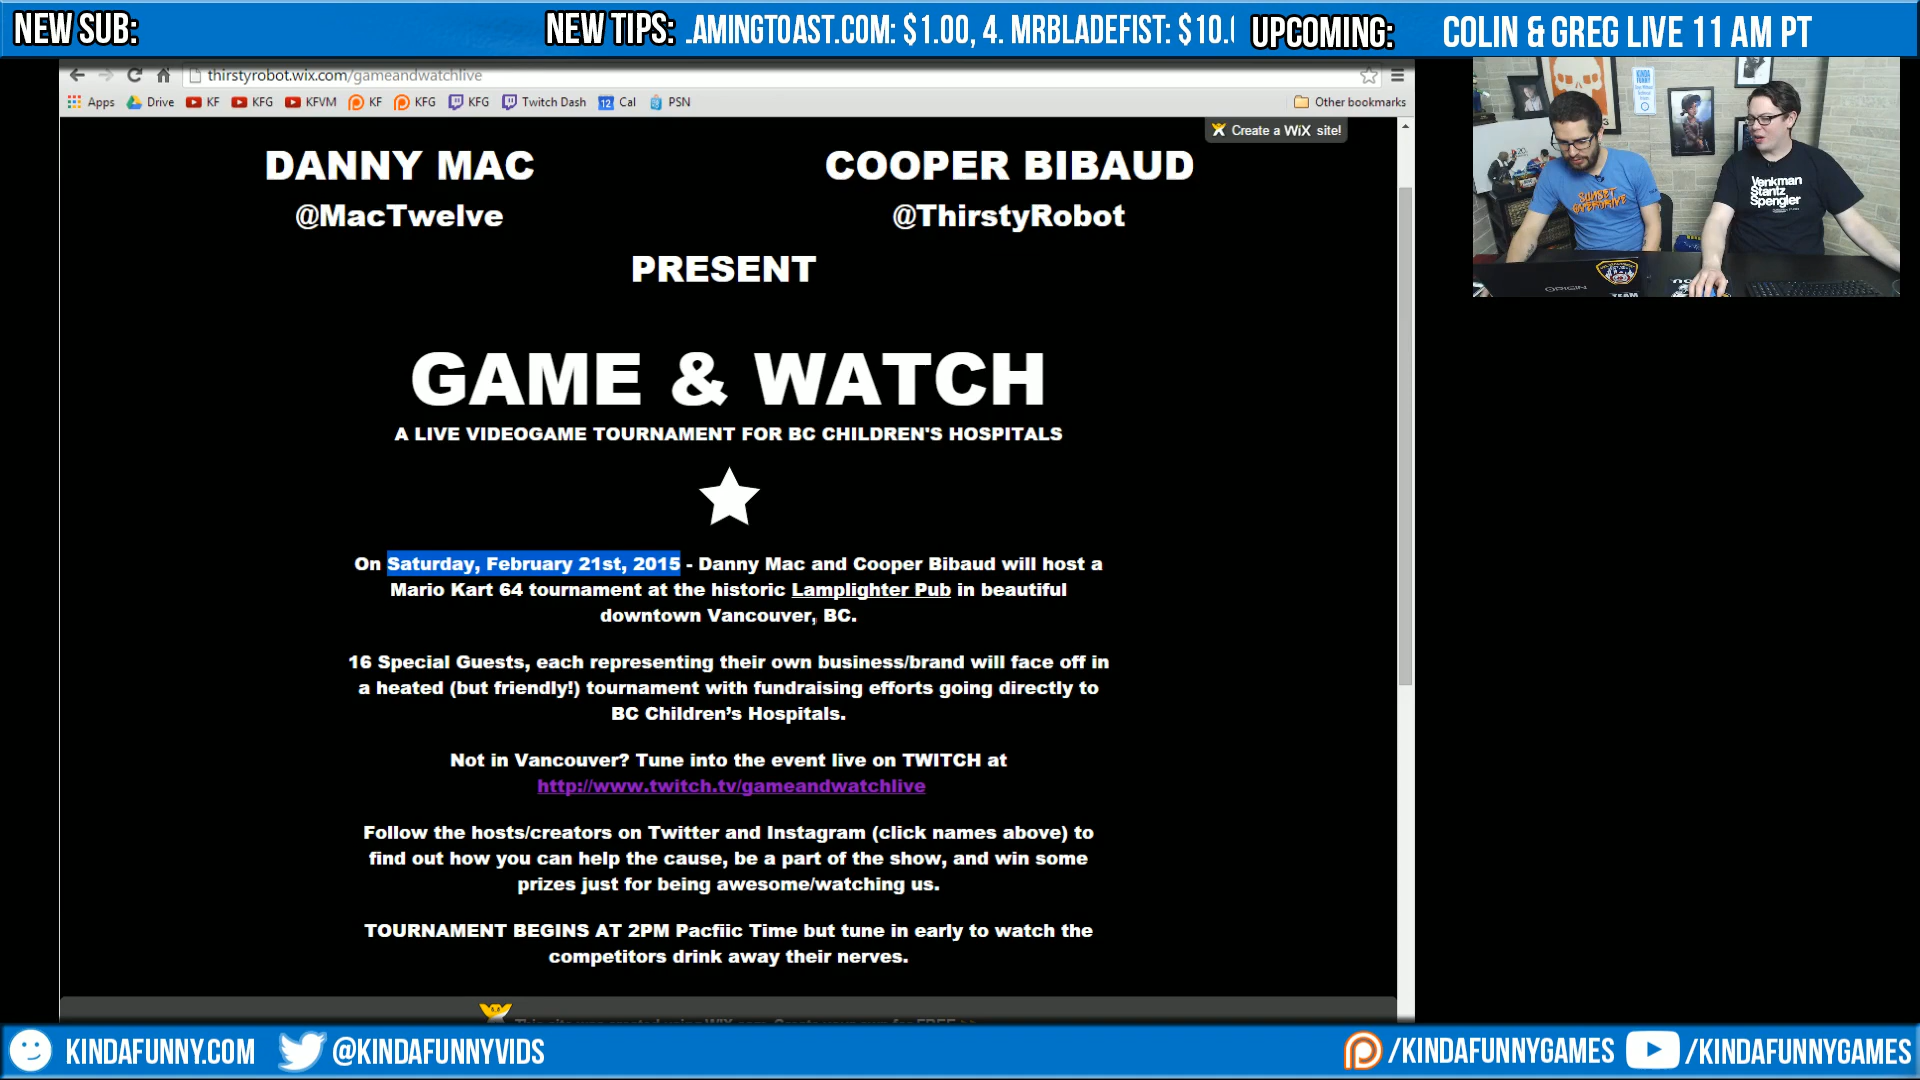 NEW SUB:
NEW TIPS: .AMINGTOAST.COM: $1.00, 4. MRBLADEFIST: $10.
UPCOMING: COLIN & GREG LIVE 11 AM PT
thirstyrobot.wix.com/gameandwatchlive
Apps Drive KF KFG KFVM KF KFG KFG Twitch Dash 12 Cal PSN Other bookmarks
Create a WiX site!
DANNY MAC
@MacTwelve
COOPER BIBAUD
@ThirstyRobot
PRESENT
GAME & WATCH
A LIVE VIDEOGAME TOURNAMENT FOR BC CHILDREN'S HOSPITALS
On Saturday, February 21st, 2015 - Danny Mac and Cooper Bibaud will host a
Mario Kart 64 tournament at the historic Lamplighter Pub in beautiful
downtown Vancouver, BC.
16 Special Guests, each representing their own business/brand will face off in
a heated (but friendly!) tournament with fundraising efforts going directly to
BC Children’s Hospitals.
Not in Vancouver? Tune into the event live on TWITCH at
http://www.twitch.tv/gameandwatchlive
Follow the hosts/creators on Twitter and Instagram (click names above) to
find out how you can help the cause, be a part of the show, and win some
prizes just for being awesome/watching us.
TOURNAMENT BEGINS AT 2PM Pacfiic Time but tune in early to watch the
competitors drink away their nerves.
SUNSET
OVERDRIVE
Venkman
Stantz
Spengler
ORIGIN
TEAM
KINDAFUNNY.COM
@KINDAFUNNYVIDS
/KINDAFUNNYGAMES
/KINDAFUNNYGAMES